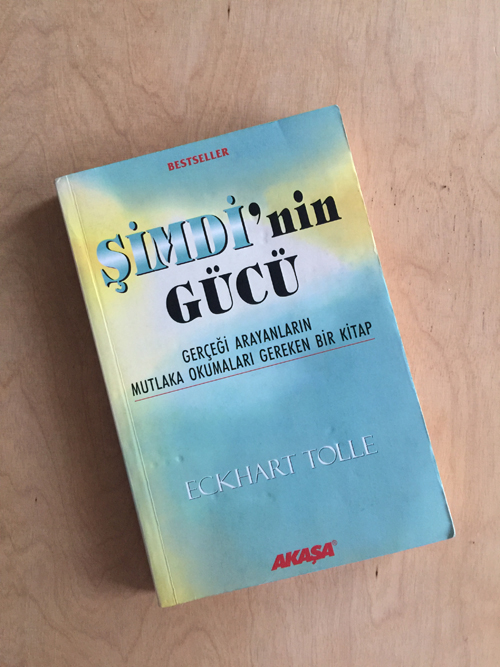 BESTSELLER
ŞİMDİ'nin
GÜCÜ
GERÇEĞİ ARAYANLARIN
MUTLAKA OKUMALARI GEREKEN BİR KİTAP
ECKHART TOLLE
AKAŞA®